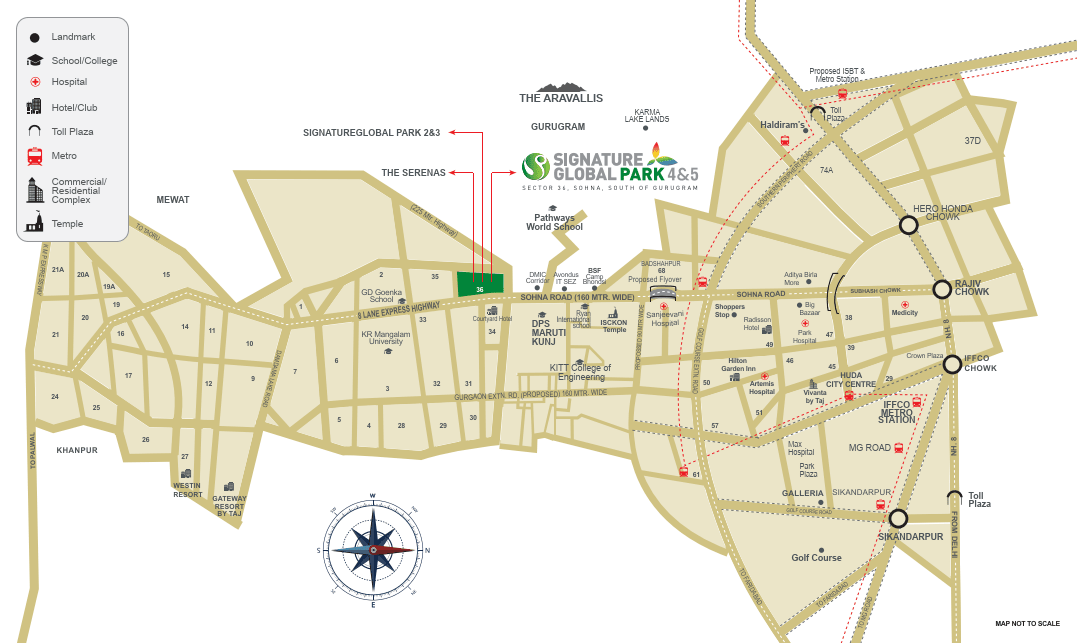 Landmark
School/College
Hospital
Hotel/Club
Toll Plaza
Metro
Commercial/
Residential
Complex
Temple
THE ARAVALLIS
GURUGRAM
KARMA
LAKE LANDS
SIGNATUREGLOBAL PARK 2&3
THE SERENAS
SIGNATURE
GLOBAL PARK 4&5
SECTOR 36, SOHNA, SOUTH OF GURUGRAM
Pathways
World School
MEWAT
(225 Mtr. Highway)
21A
20A
19A
15
19
20
21
16
14
11
10
17
12
9
7
24
25
26
27
1
2
35
36
33
34
6
3
32
31
5
4
28
29
30
GD Goenka
School
8 LANE EXPRESS HIGHWAY
KR Mangalam
University
Courtyard Hotel
KHANPUR
TO PALWAL
WESTIN
RESORT
GATEWAY
RESORT
BY TAJ
DMIC
Corridor
Avondus
IT SEZ
BSF
Camp
Bhondsi
SOHNA ROAD (160 MTR. WIDE)
DPS
MARUTI
KUNJ
Ryan
International
school
ISCKON
Temple
KITT College of
Engineering
GURGAON EXTN. RD (PROPOSED) 160 MTR. WIDE
BADSHAHPUR
68
Proposed Flyover
Sanjeevani
Hospital
GOLF COURSE EXTN. ROAD
SOHNA ROAD
Shoppers
Stop
Radisson
Hotel
Aditya Birla
More
Big
Bazaar
Park
Hospital
SUBHASH CHOWK
Medicity
38
47
39
49
46
45
29
50
51
57
61
Hilton
Garden Inn
Artemis
Hospital
Vivanta
by Taj
HUDA
CITY CENTRE
Crown Plaza
IFFCO
CHOWK
IFFCO
METRO
STATION
MG ROAD
Max
Hospital
Park
Plaza
GALLERIA
SIKANDARPUR
GOLF COURSE ROAD
SIKANDARPUR
Golf Course
Toll
Plaza
NH 8
NH 8
FROM DELHI
TO FARIDABAD
TO FARIDABAD
Proposed ISBT &
Metro Station
Toll
Plaza
Haldiram's
74A
37D
HERO HONDA
CHOWK
RAJIV
CHOWK
W
N
E
S
MAP NOT TO SCALE